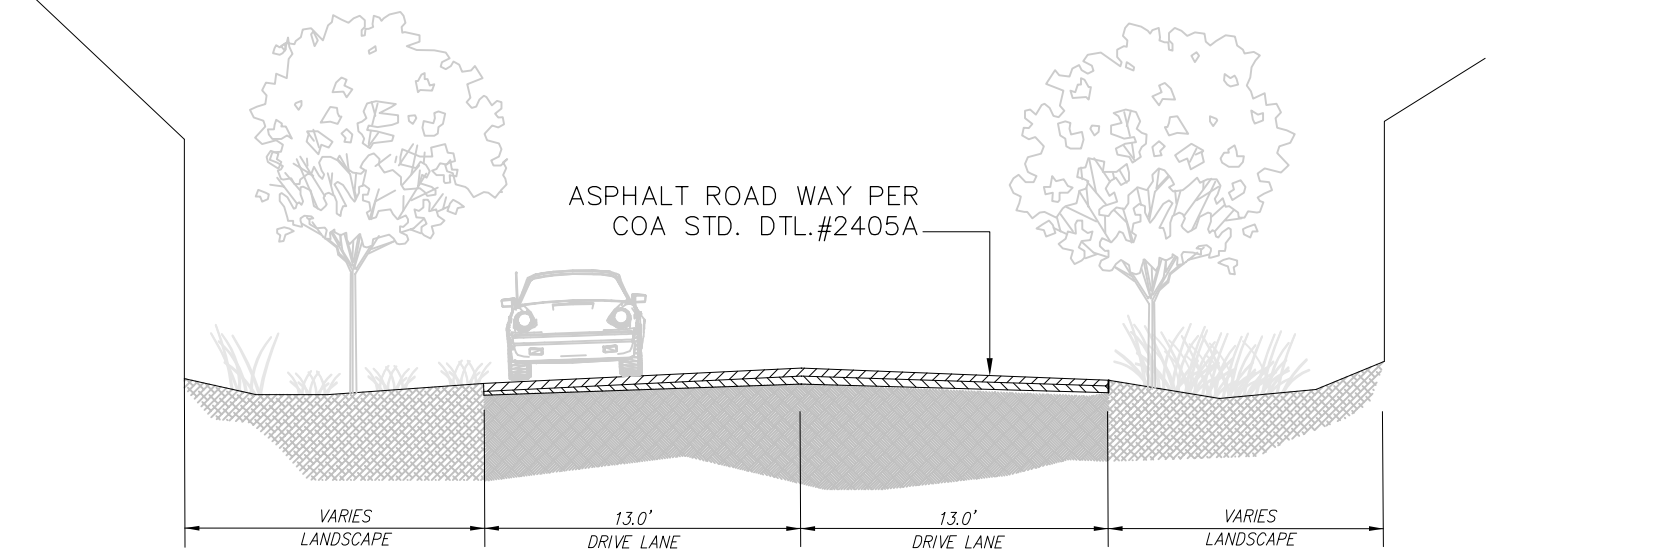 ASPHALT ROAD WAY PER
COA STD. DTL.#2405A
VARIES
LANDSCAPE
13.0'
DRIVE LANE
13.0'
DRIVE LANE
VARIES
LANDSCAPE